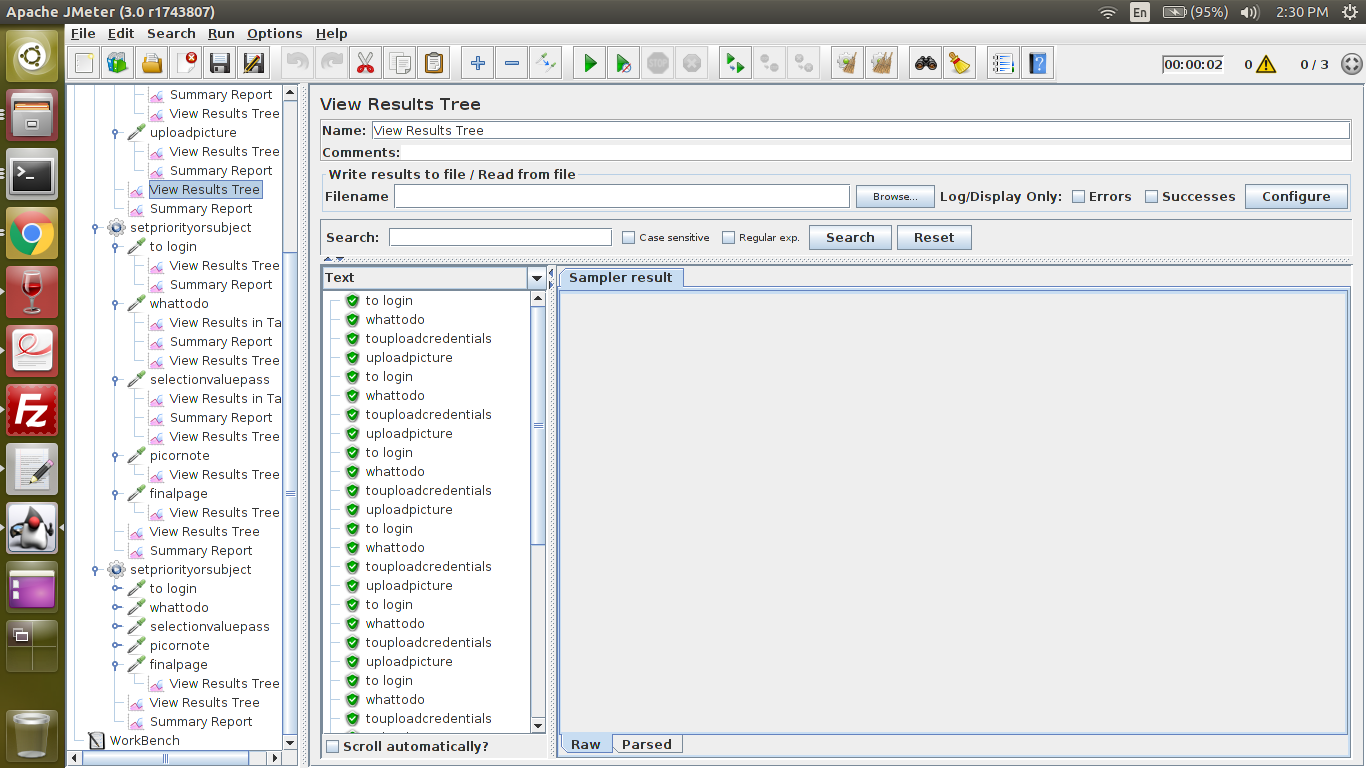 Apache JMeter (3.0 r1743807)
En (95%) 2:30 PM
File Edit Search Run Options Help
00:00:02 0 0 / 3
Summary Report
View Results Tree
uploadpicture
View Results Tree
Summary Report
View Results Tree
Summary Report
setpriorityorsubject
to login
View Results Tree
Summary Report
whattodo
View Results in Ta
Summary Report
View Results Tree
selectionvaluepass
View Results in Ta
Summary Report
View Results Tree
picornote
View Results Tree
finalpage
View Results Tree
View Results Tree
Summary Report
setpriorityorsubject
to login
whattodo
selectionvaluepass
picornote
finalpage
View Results Tree
View Results Tree
Summary Report
WorkBench
View Results Tree
Name: View Results Tree
Comments:
Write results to file / Read from file
Filename Browse... Log/Display Only: Errors Successes Configure
Search: Case sensitive Regular exp. Search Reset
Text
to login
whattodo
touploadcredentials
uploadpicture
to login
whattodo
touploadcredentials
uploadpicture
to login
whattodo
touploadcredentials
uploadpicture
to login
whattodo
touploadcredentials
uploadpicture
to login
whattodo
touploadcredentials
uploadpicture
to login
whattodo
touploadcredentials
Scroll automatically?
Sampler result
Raw Parsed